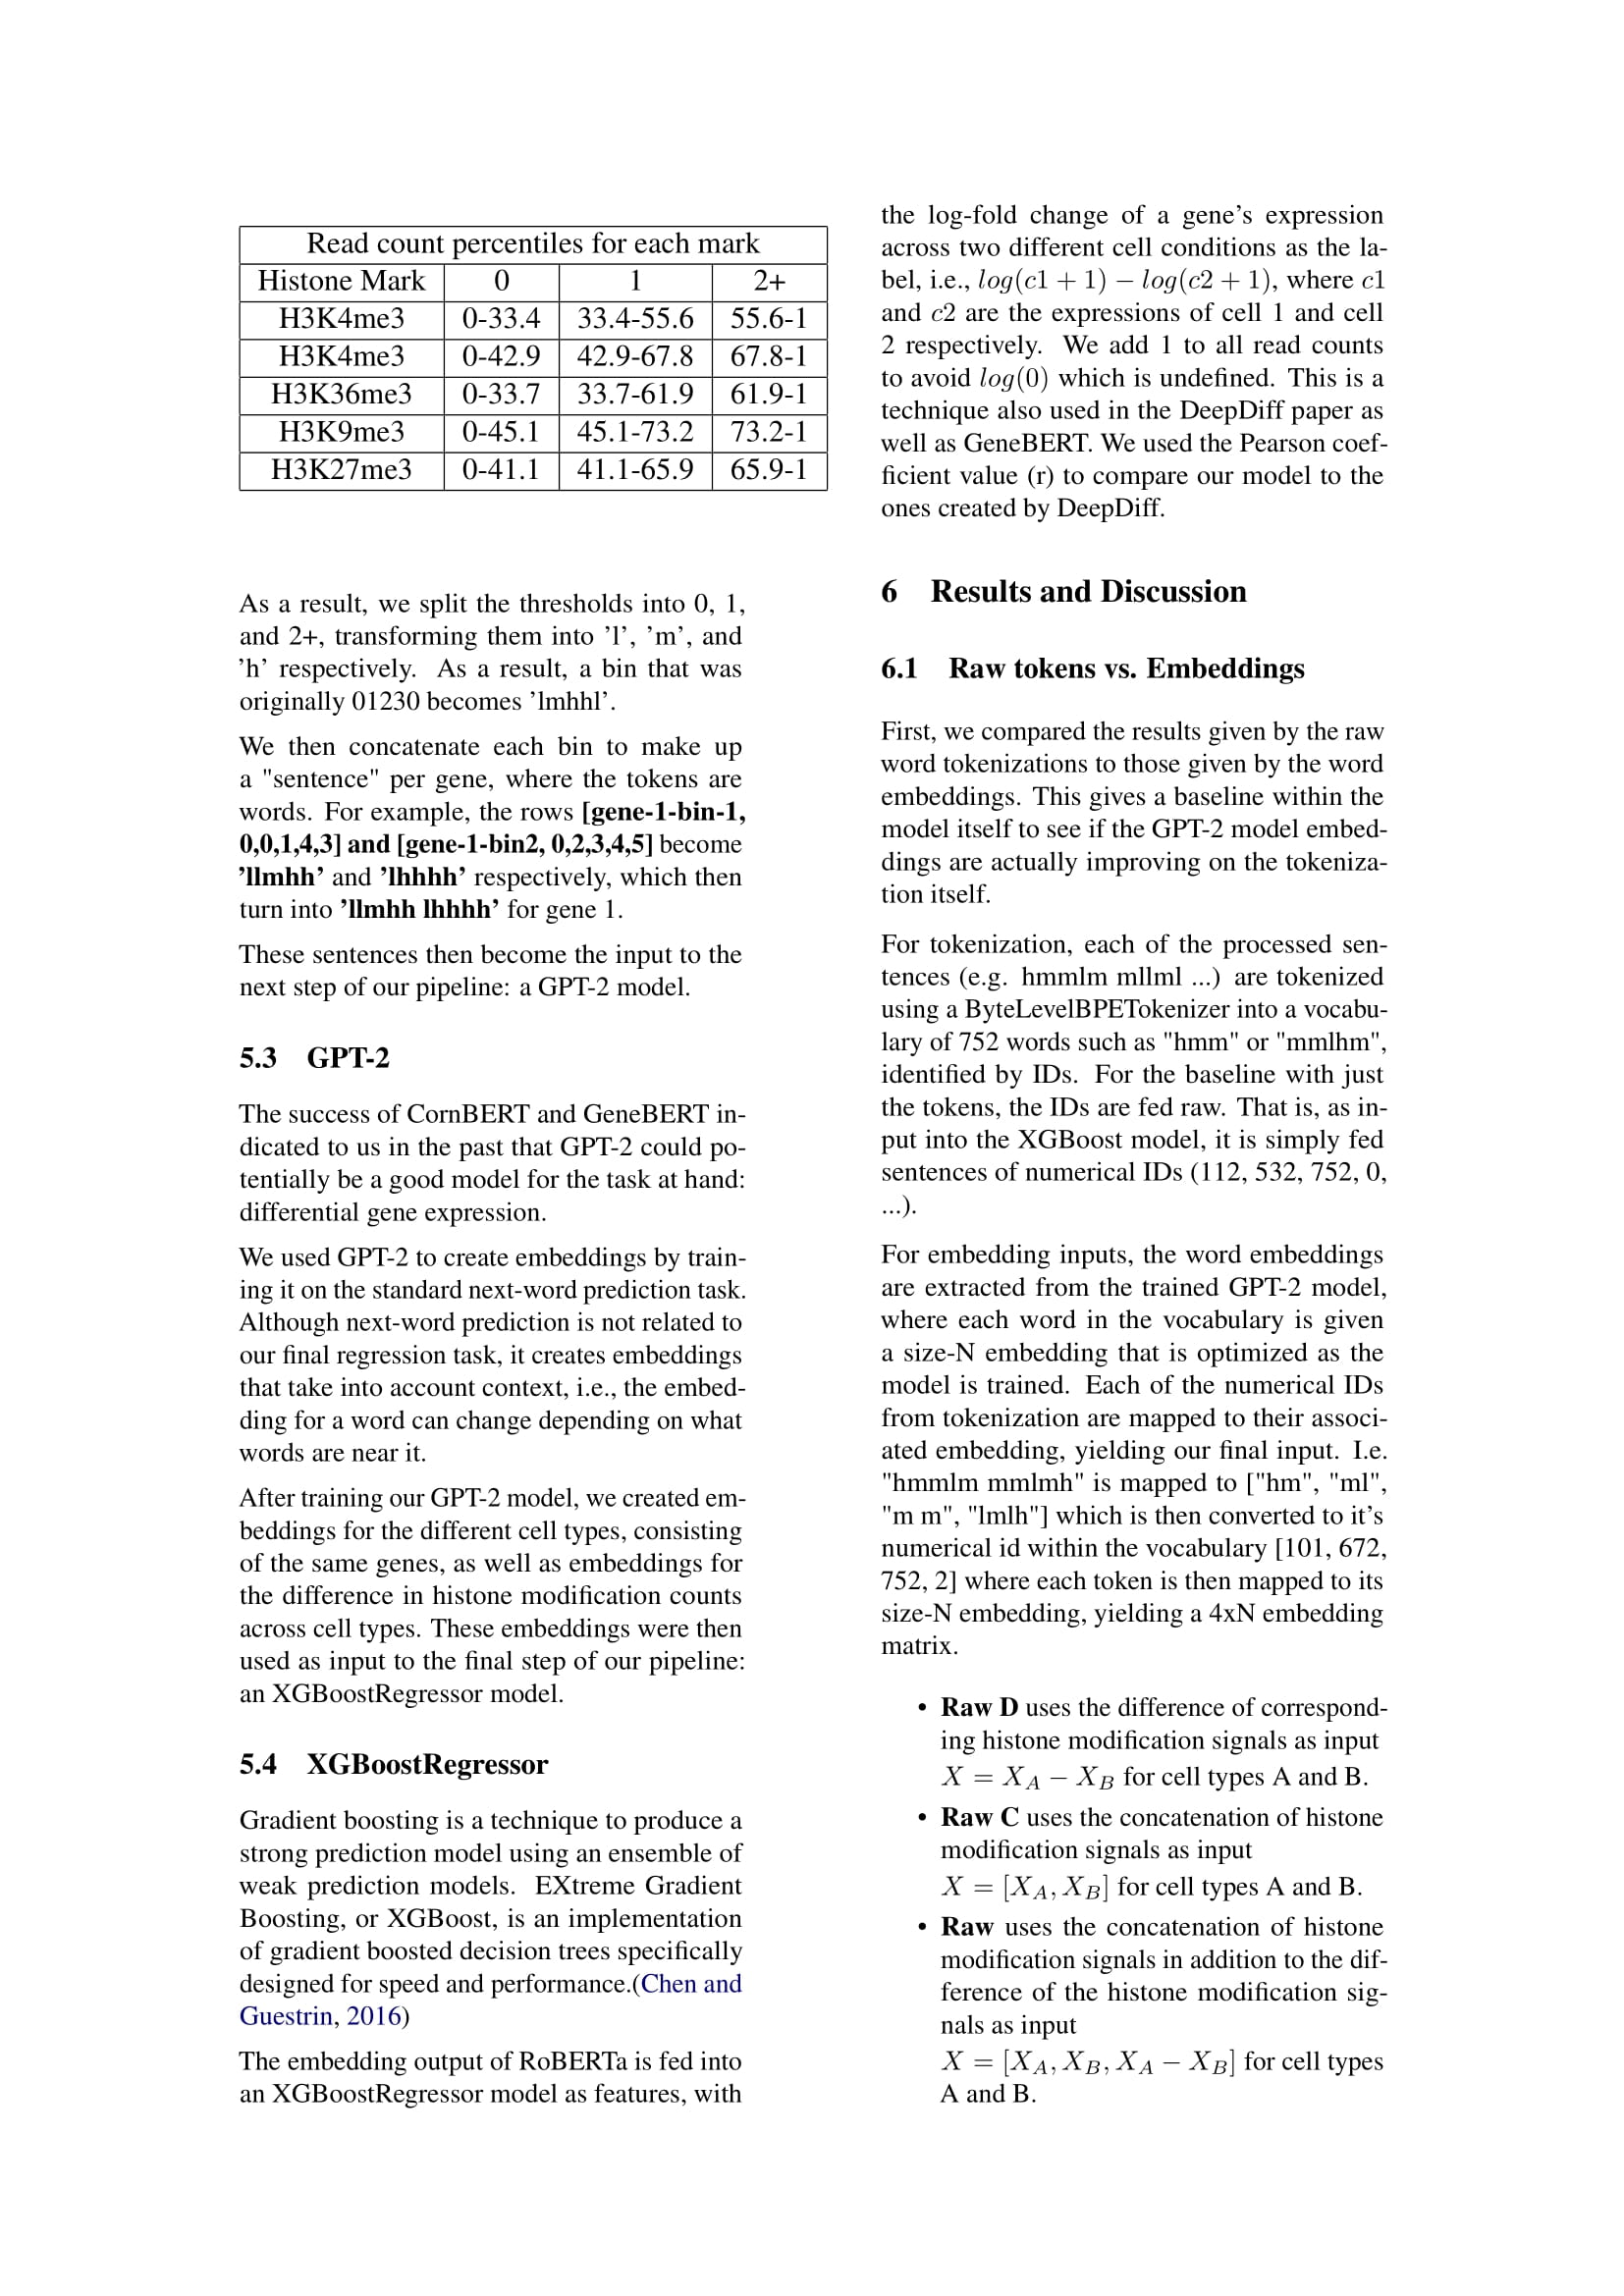 Read count percentiles for each mark
Histone Mark 0 1 2+
H3K4me3 0-33.4 33.4-55.6 55.6-1
H3K4me3 0-42.9 42.9-67.8 67.8-1
H3K36me3 0-33.7 33.7-61.9 61.9-1
H3K9me3 0-45.1 45.1-73.2 73.2-1
H3K27me3 0-41.1 41.1-65.9 65.9-1
As a result, we split the thresholds into 0, 1,
and 2+, transforming them into ’l’, ’m’, and
’h’ respectively. As a result, a bin that was
originally 01230 becomes ’lmhhl’.
We then concatenate each bin to make up
a "sentence" per gene, where the tokens are
words. For example, the rows [gene-1-bin-1,
0,0,1,4,3] and [gene-1-bin2, 0,2,3,4,5] become
’llmhh’ and ’lhhhh’ respectively, which then
turn into ’llmhh lhhhh’ for gene 1.
These sentences then become the input to the
next step of our pipeline: a GPT-2 model.
5.3 GPT-2
The success of CornBERT and GeneBERT in-
dicated to us in the past that GPT-2 could po-
tentially be a good model for the task at hand:
differential gene expression.
We used GPT-2 to create embeddings by train-
ing it on the standard next-word prediction task.
Although next-word prediction is not related to
our final regression task, it creates embeddings
that take into account context, i.e., the embed-
ding for a word can change depending on what
words are near it.
After training our GPT-2 model, we created em-
beddings for the different cell types, consisting
of the same genes, as well as embeddings for
the difference in histone modification counts
across cell types. These embeddings were then
used as input to the final step of our pipeline:
an XGBoostRegressor model.
5.4 XGBoostRegressor
Gradient boosting is a technique to produce a
strong prediction model using an ensemble of
weak prediction models. EXtreme Gradient
Boosting, or XGBoost, is an implementation
of gradient boosted decision trees specifically
designed for speed and performance.(Chen and
Guestrin, 2016)
The embedding output of RoBERTa is fed into
an XGBoostRegressor model as features, with
the log-fold change of a gene’s expression
across two different cell conditions as the la-
bel, i.e., log(c1 + 1) − log(c2 + 1), where c1
and c2 are the expressions of cell 1 and cell
2 respectively. We add 1 to all read counts
to avoid log(0) which is undefined. This is a
technique also used in the DeepDiff paper as
well as GeneBERT. We used the Pearson coef-
ficient value (r) to compare our model to the
ones created by DeepDiff.
6 Results and Discussion
6.1 Raw tokens vs. Embeddings
First, we compared the results given by the raw
word tokenizations to those given by the word
embeddings. This gives a baseline within the
model itself to see if the GPT-2 model embed-
dings are actually improving on the tokeniza-
tion itself.
For tokenization, each of the processed sen-
tences (e.g. hmmlm mllml ...) are tokenized
using a ByteLevelBPETokenizer into a vocabu-
lary of 752 words such as "hmm" or "mmlhm",
identified by IDs. For the baseline with just
the tokens, the IDs are fed raw. That is, as in-
put into the XGBoost model, it is simply fed
sentences of numerical IDs (112, 532, 752, 0,
...).
For embedding inputs, the word embeddings
are extracted from the trained GPT-2 model,
where each word in the vocabulary is given
a size-N embedding that is optimized as the
model is trained. Each of the numerical IDs
from tokenization are mapped to their associ-
ated embedding, yielding our final input. I.e.
"hmmlm mmlmh" is mapped to ["hm", "ml",
"m m", "lmlh"] which is then converted to it’s
numerical id within the vocabulary [101, 672,
752, 2] where each token is then mapped to its
size-N embedding, yielding a 4xN embedding
matrix.
• Raw D uses the difference of correspond-
ing histone modification signals as input
X = X_A − X_B for cell types A and B.
• Raw C uses the concatenation of histone
modification signals as input
X = [X_A, X_B] for cell types A and B.
• Raw uses the concatenation of histone
modification signals in addition to the dif-
ference of the histone modification sig-
nals as input
X = [X_A, X_B, X_A − X_B] for cell types
A and B.